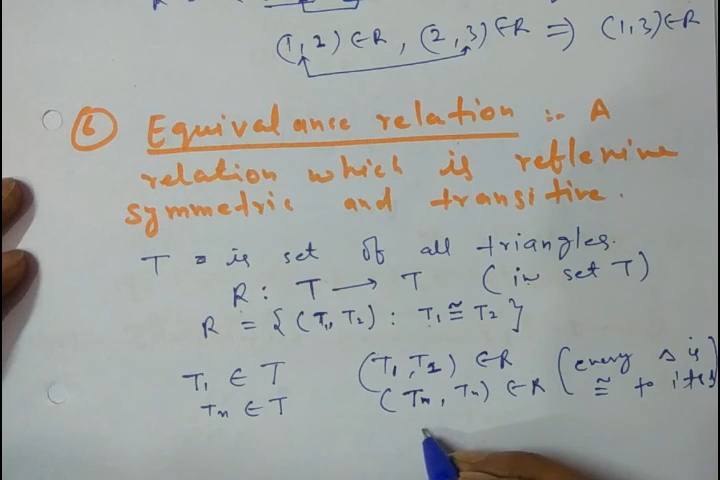 (1,2) ∈ R , (2,3) ∈ R ⇒ (1,3) ∈ R
⑥ Equivalance relation :- A
relation which is reflexive
symmetric and transitive.
T is set of all triangles.
R : T → T (in set T)
R = { (T₁, T₂) : T₁ ≅ T₂ }
T₁ ∈ T (T₁, T₁) ∈ R (every Δ is
Tₙ ∈ T (Tₙ, Tₙ) ∈ R ≅ to itss